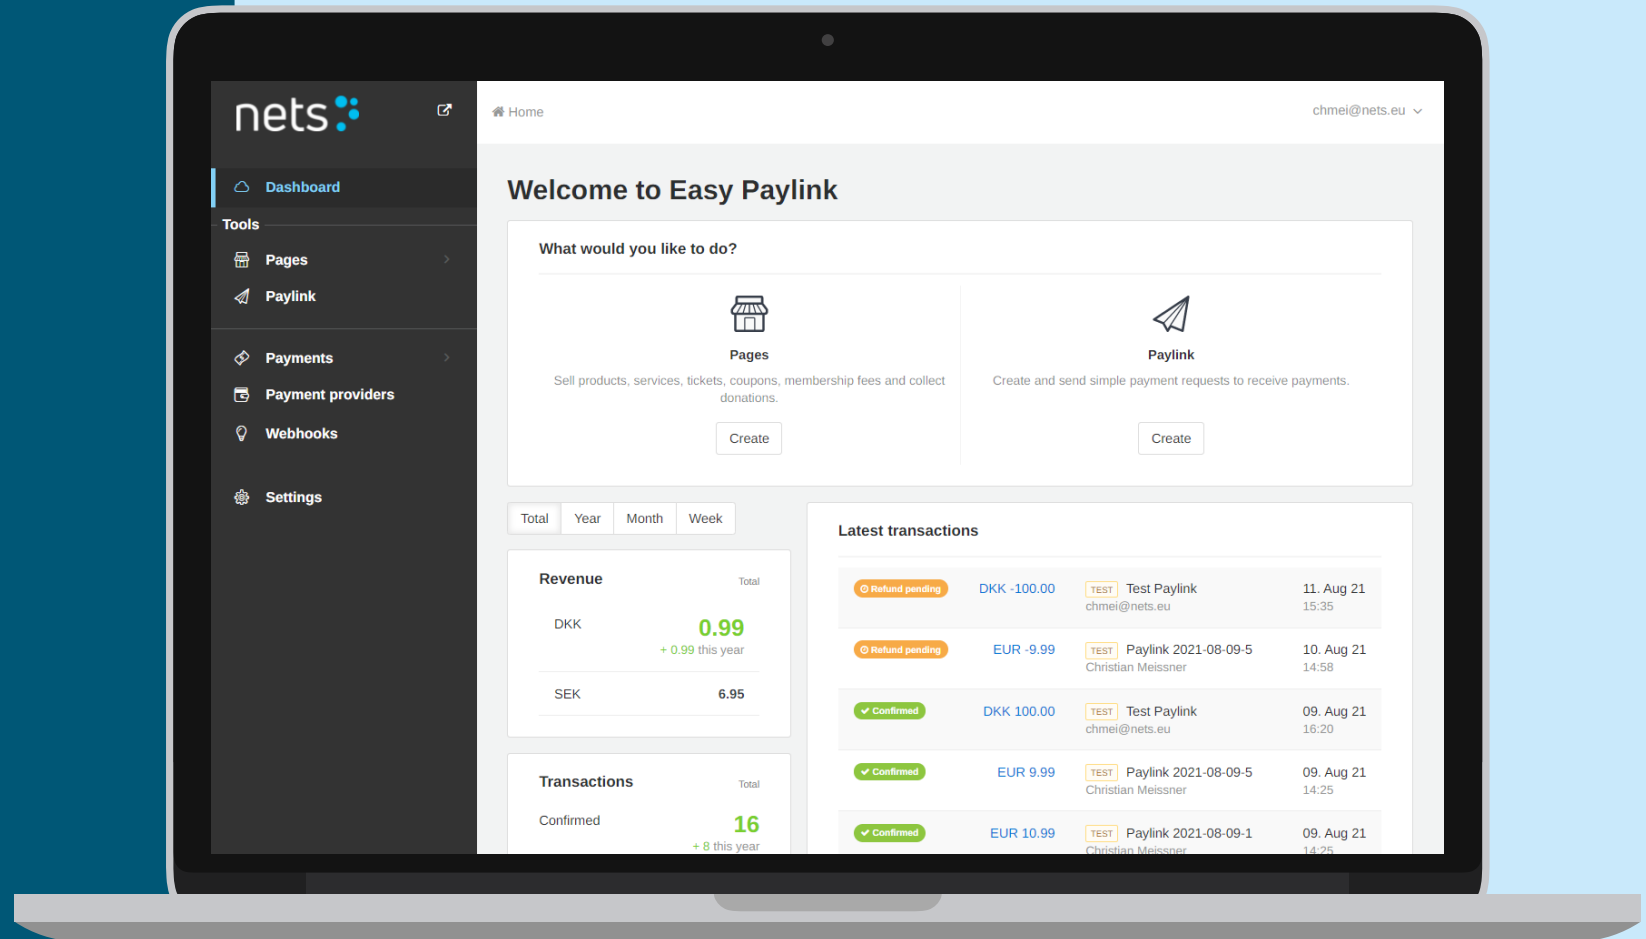 nets
Dashboard
Tools
Pages
Paylink
Payments
Payment providers
Webhooks
Settings
Home
chmei@nets.eu
Welcome to Easy Paylink
What would you like to do?
Pages
Sell products, services, tickets, coupons, membership fees and collect
donations.
Create
Paylink
Create and send simple payment requests to receive payments.
Create
Total Year Month Week
Revenue Total
DKK 0.99
+ 0.99 this year
SEK 6.95
Transactions Total
Confirmed 16
+ 8 this year
Latest transactions
Refund pending DKK -100.00 TEST Test Paylink 11. Aug 21
chmei@nets.eu 15:35
Refund pending EUR -9.99 TEST Paylink 2021-08-09-5 10. Aug 21
Christian Meissner 14:58
Confirmed DKK 100.00 TEST Test Paylink 09. Aug 21
chmei@nets.eu 16:20
Confirmed EUR 9.99 TEST Paylink 2021-08-09-5 09. Aug 21
Christian Meissner 14:25
Confirmed EUR 10.99 TEST Paylink 2021-08-09-1 09. Aug 21
Christian Meissner 14:25